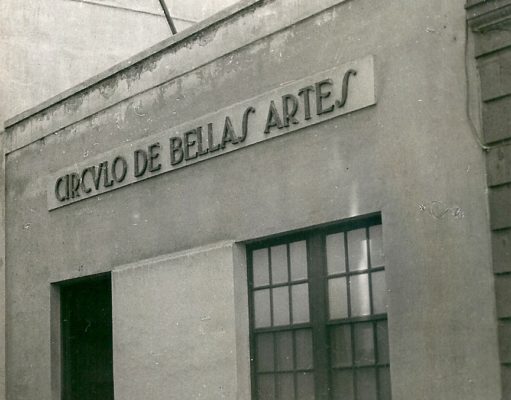 CIRCVLO DE BELLAS ARTES